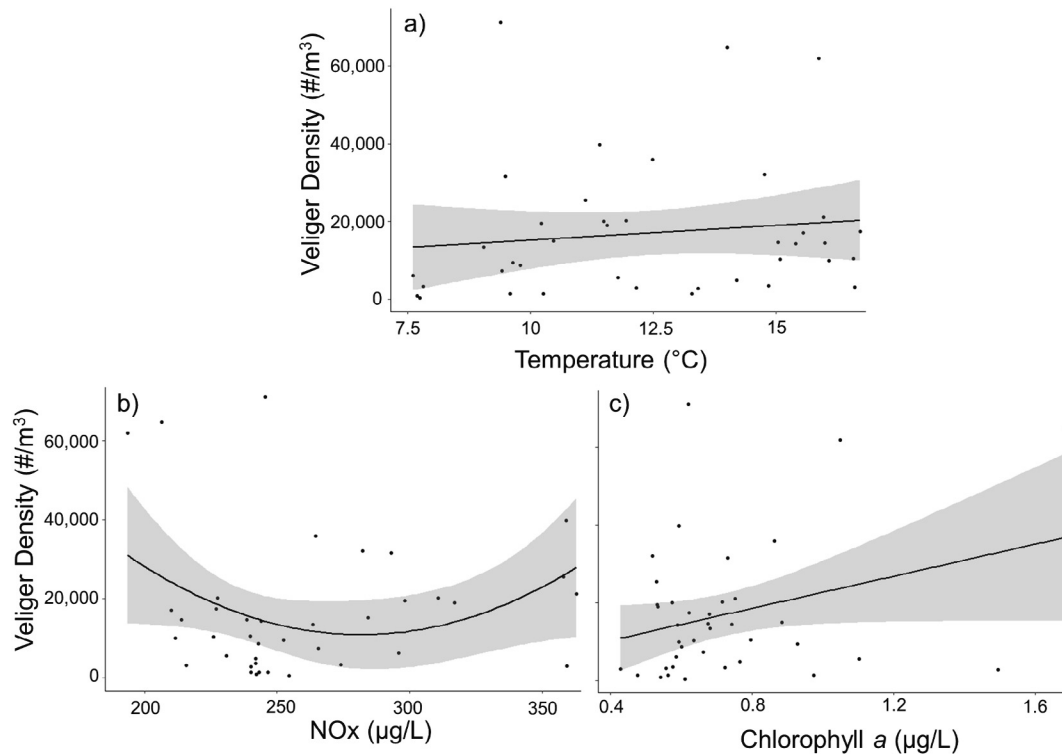 a)
Veliger Density (#/m³)
60,000
40,000
20,000
0
7.5 10 12.5 15
Temperature (°C)
b) c)
Veliger Density (#/m³)
60,000
40,000
20,000
0
200 250 300 350 0.4 0.8 1.2 1.6
NOx (µg/L) Chlorophyll a (µg/L)